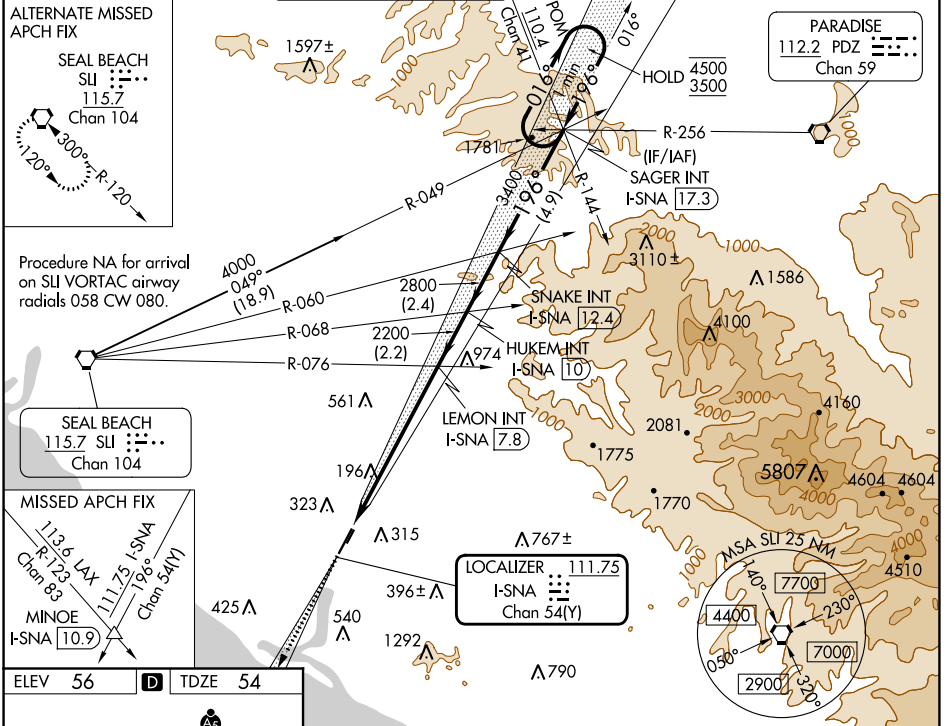 ALTERNATE MISSED
APCH FIX
SEAL BEACH
SLI
115.7
Chan 104
300°
120°
R-120
1597±
1000
POM
110.4
Chan 41
016°
016°
1 min
196°
HOLD 4500
3500
PARADISE
112.2 PDZ
Chan 59
1000
1781
R-256
(IF/IAF)
SAGER INT
I-SNA 17.3
R-144
3400
196°
(4.9)
R-049
Procedure NA for arrival
on SLI VORTAC airway
radials 058 CW 080.
4000
049°
(18.9)
R-060
R-068
R-076
2800
(2.4)
2200
(2.2)
2000
1000
3110±
1586
4100
SNAKE INT
I-SNA 12.4
HUKEM INT
I-SNA 10
974
LEMON INT
I-SNA 7.8
561
1000
2000
3000
4160
2081
1775
5807
4000
4604
4604
1770
4000
4510
SEAL BEACH
115.7 SLI
Chan 104
196
323
315
767±
1000
MISSED APCH FIX
113.6 LAX
R-123
Chan 83
111.75 I-SNA
196°
Chan 54(Y)
MINOE
I-SNA 10.9
LOCALIZER 111.75
I-SNA
Chan 54(Y)
425
396±
540
1292
790
MSA SLI 25 NM
140°
7700
230°
4400
050°
7000
2900
320°
ELEV 56 D TDZE 54
A5